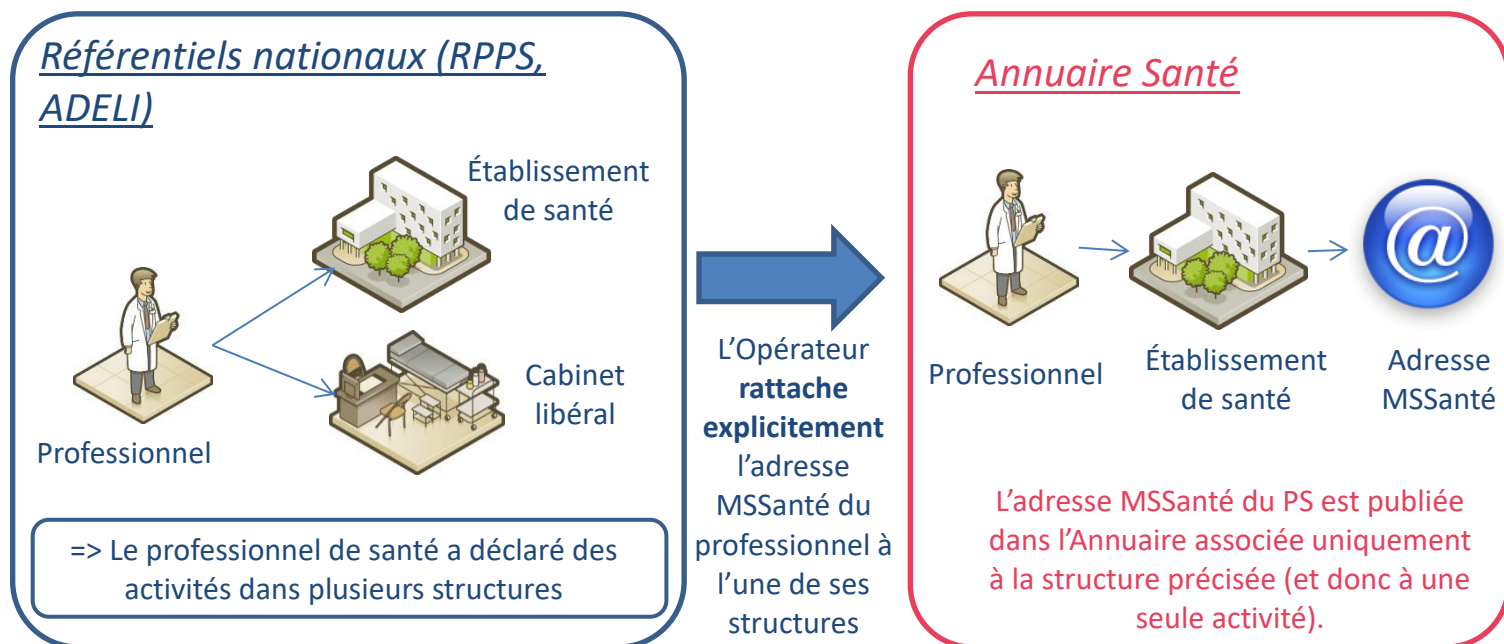 Référentiels nationaux (RPPS,
ADELI)
Établissement
de santé
Cabinet
libéral
Professionnel
=> Le professionnel de santé a déclaré des
activités dans plusieurs structures
L’Opérateur
rattache
explicitement
l’adresse
MSSanté du
professionnel à
l’une de ses
structures
Annuaire Santé
@
Professionnel
Établissement
de santé
Adresse
MSSanté
L’adresse MSSanté du PS est publiée
dans l’Annuaire associée uniquement
à la structure précisée (et donc à une
seule activité).